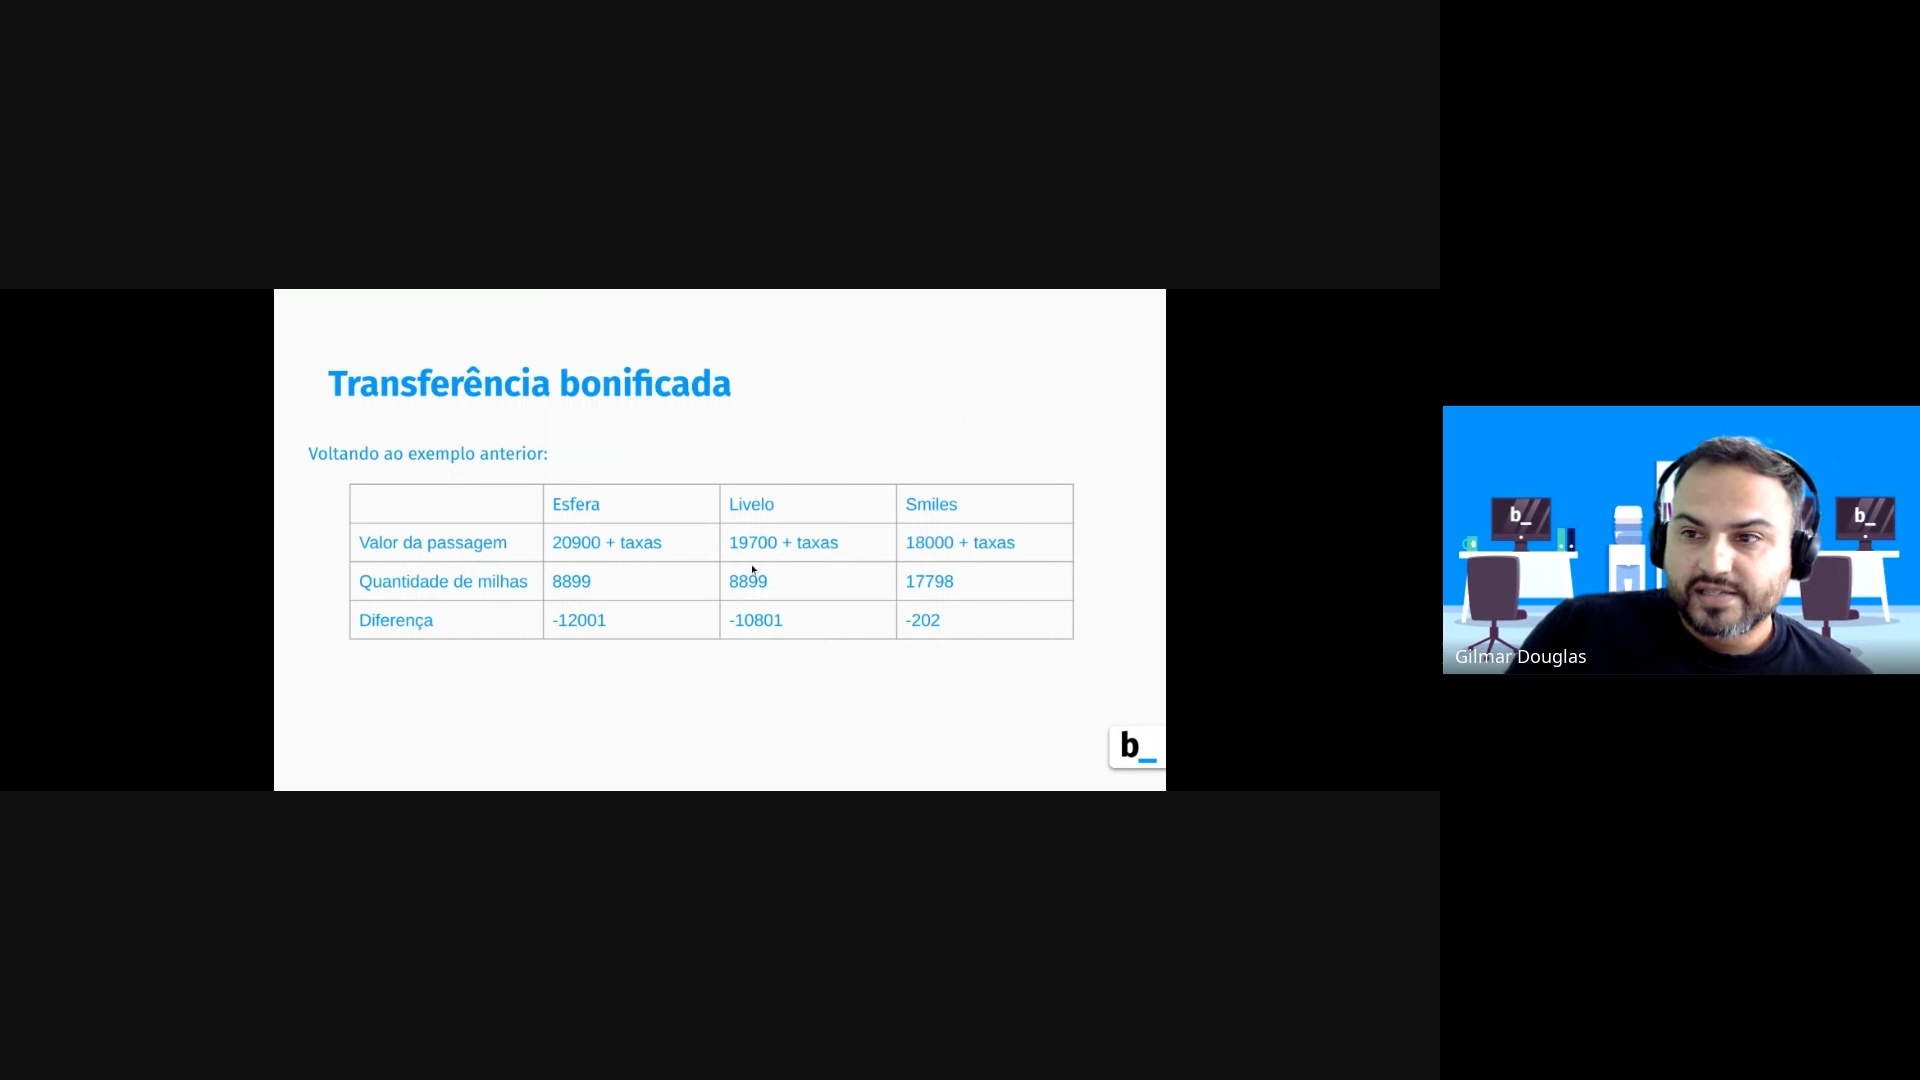 Transferência bonificada
Voltando ao exemplo anterior:
Esfera Livelo Smiles
Valor da passagem 20900 + taxas 19700 + taxas 18000 + taxas
Quantidade de milhas 8899 8899 17798
Diferença -12001 -10801 -202
b_
b_
b_
Gilmar Douglas